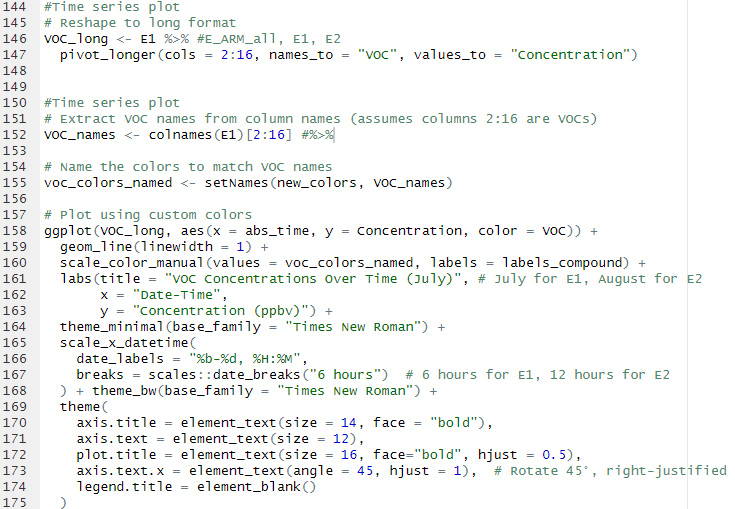 144 #Time series plot
145 # Reshape to long format
146 VOC_long <- E1 %>% #E_ARM_all, E1, E2
147   pivot_longer(cols = 2:16, names_to = "VOC", values_to = "Concentration")
148
149
150 #Time series plot
151 # Extract VOC names from column names (assumes columns 2:16 are VOCs)
152 VOC_names <- colnames(E1)[2:16] #%>%
153
154 # Name the colors to match VOC names
155 voc_colors_named <- setNames(new_colors, VOC_names)
156
157 # Plot using custom colors
158 ggplot(VOC_long, aes(x = abs_time, y = Concentration, color = VOC)) +
159   geom_line(linewidth = 1) +
160   scale_color_manual(values = voc_colors_named, labels = labels_compound) +
161   labs(title = "VOC Concentrations Over Time (July)", # July for E1, August for E2
162        x = "Date-Time",
163        y = "Concentration (ppbv)") +
164   theme_minimal(base_family = "Times New Roman") +
165   scale_x_datetime(
166     date_labels = "%b-%d, %H:%M",
167     breaks = scales::date_breaks("6 hours")  # 6 hours for E1, 12 hours for E2
168   ) + theme_bw(base_family = "Times New Roman") +
169   theme(
170     axis.title = element_text(size = 14, face = "bold"),
171     axis.text = element_text(size = 12),
172     plot.title = element_text(size = 16, face="bold", hjust = 0.5),
173     axis.text.x = element_text(angle = 45, hjust = 1),  # Rotate 45°, right-justified
174     legend.title = element_blank()
175   )